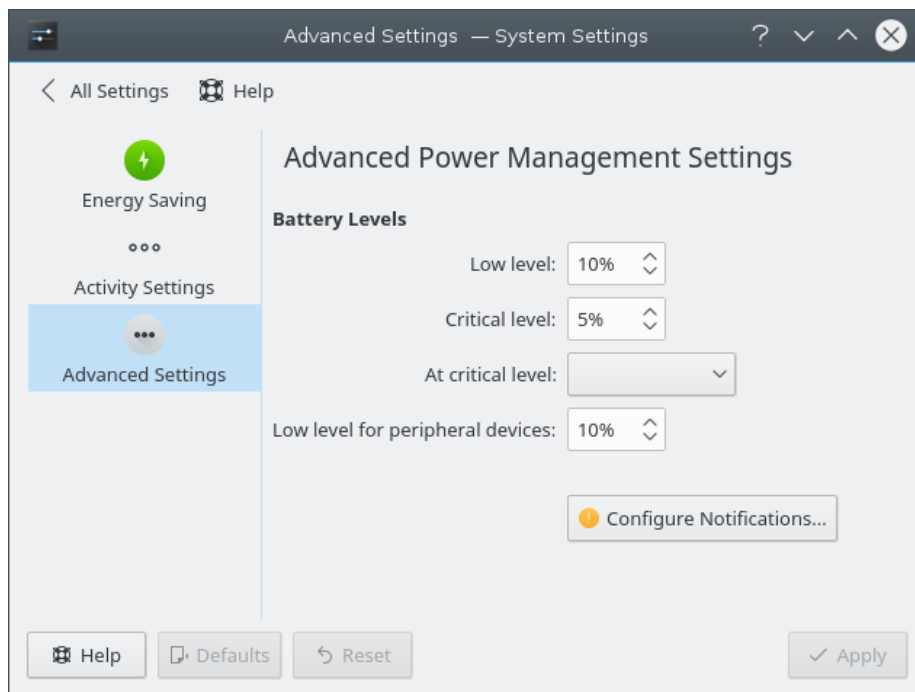 Advanced Settings — System Settings
All Settings Help
Energy Saving
Activity Settings
Advanced Settings
Advanced Power Management Settings
Battery Levels
Low level: 10%
Critical level: 5%
At critical level:
Low level for peripheral devices: 10%
Configure Notifications...
Help Defaults Reset Apply